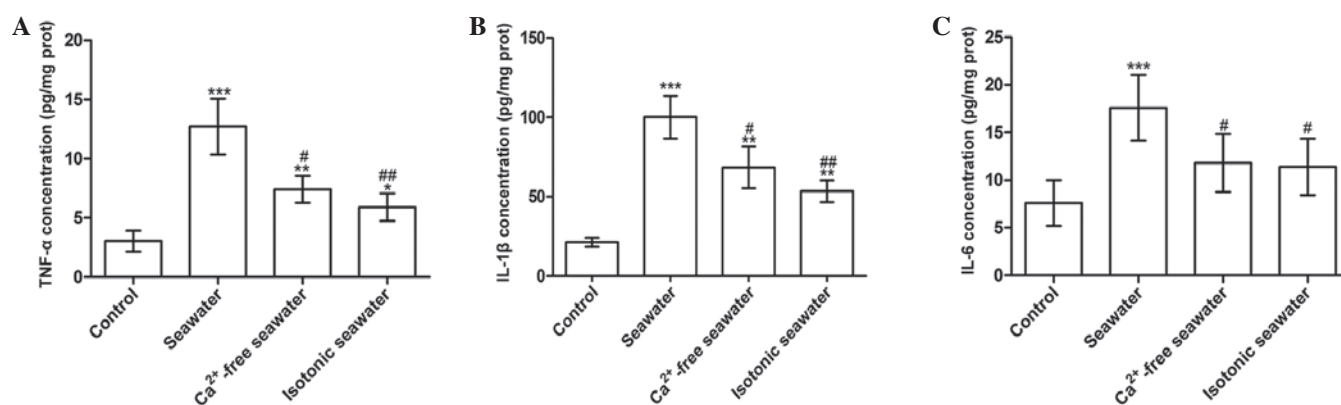 A
TNF-α concentration (pg/mg prot)
20
15
10
5
0
***
#
**
##
*
Control
Seawater
Ca²⁺-free seawater
Isotonic seawater
B
IL-1β concentration (pg/mg prot)
150
100
50
0
***
#
**
##
**
Control
Seawater
Ca²⁺-free seawater
Isotonic seawater
C
IL-6 concentration (pg/mg prot)
25
20
15
10
5
0
***
#
#
Control
Seawater
Ca²⁺-free seawater
Isotonic seawater